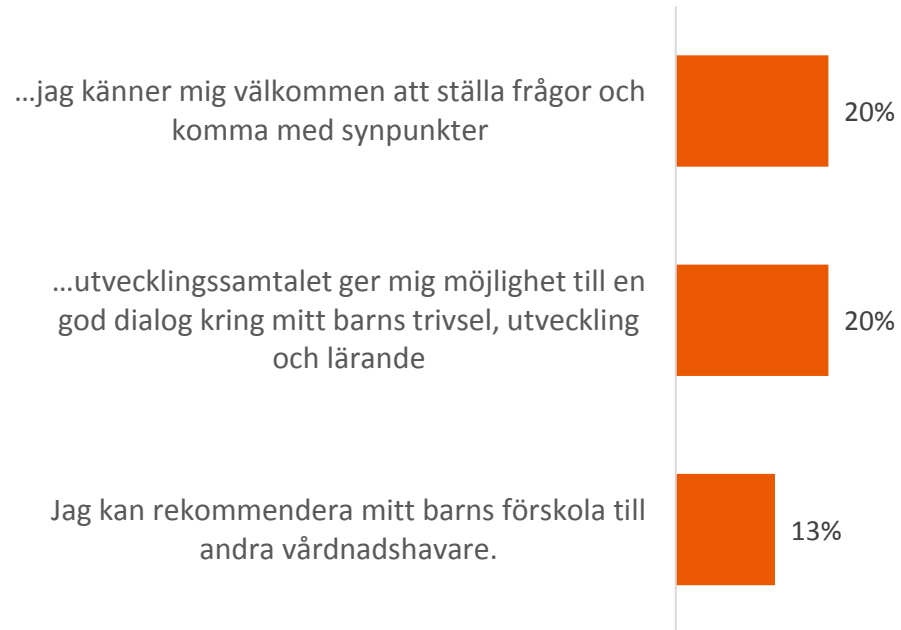 …jag känner mig välkommen att ställa frågor och
komma med synpunkter
20%
…utvecklingssamtalet ger mig möjlighet till en
god dialog kring mitt barns trivsel, utveckling
och lärande
20%
Jag kan rekommendera mitt barns förskola till
andra vårdnadshavare.
13%